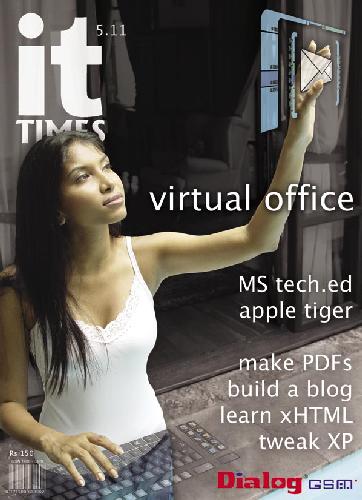 it
5.11
TIMES
virtual office
MS tech.ed
apple tiger
make PDFs
build a blog
learn xHTML
tweak XP
Rs 150
Dialog GSM